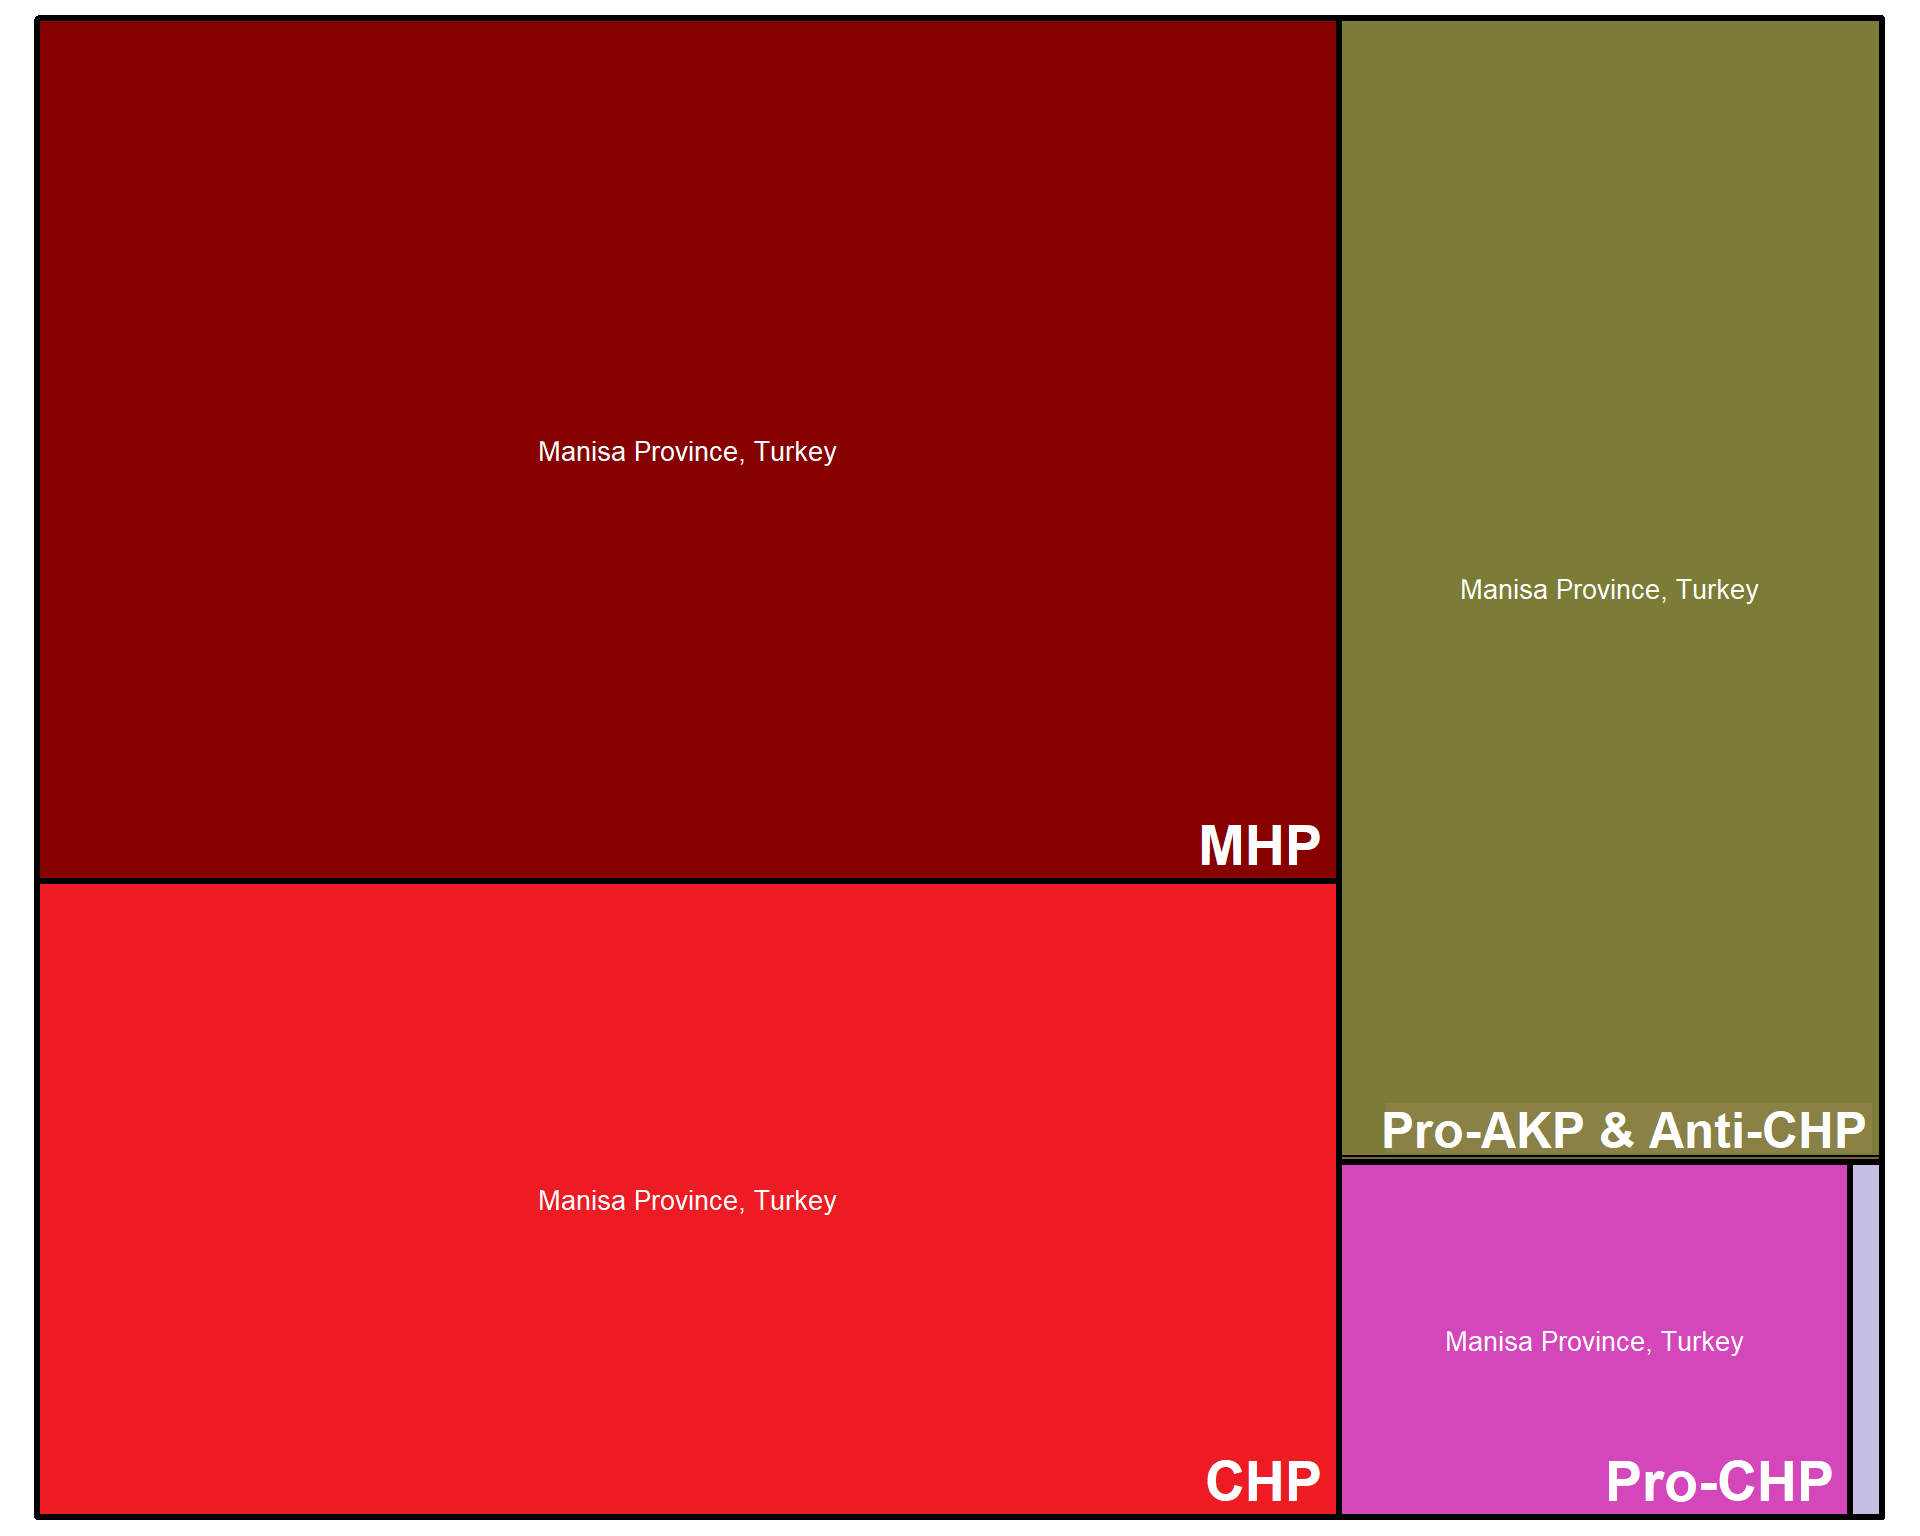 Manisa Province, Turkey
MHP
Manisa Province, Turkey
CHP
Manisa Province, Turkey
Pro-AKP & Anti-CHP
Manisa Province, Turkey
Pro-CHP